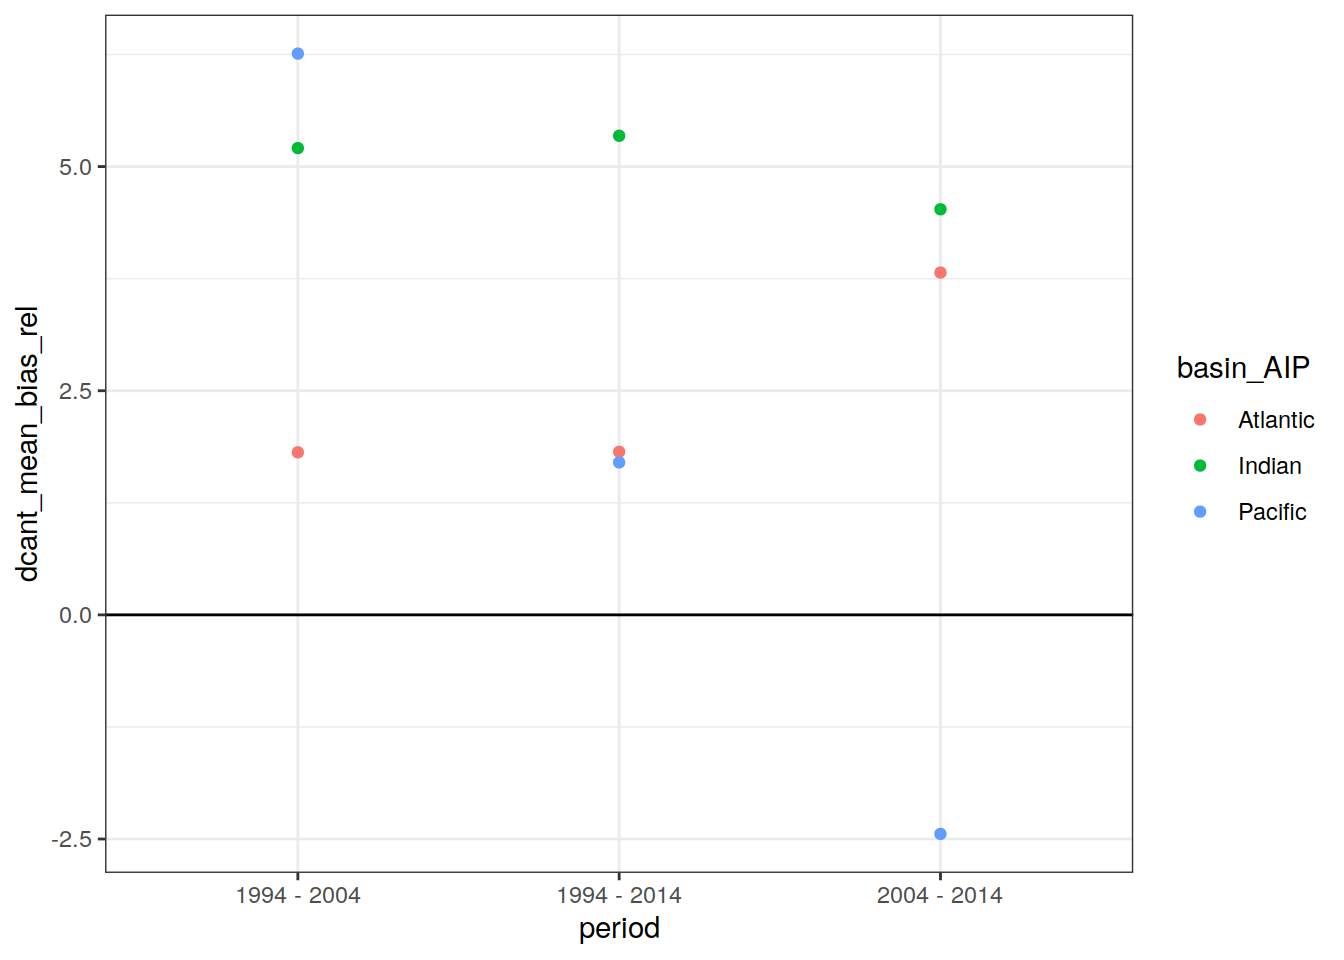 dcant_mean_bias_rel
5.0
2.5
0.0
-2.5
1994 - 2004
1994 - 2014
2004 - 2014
period
basin_AIP
Atlantic
Indian
Pacific